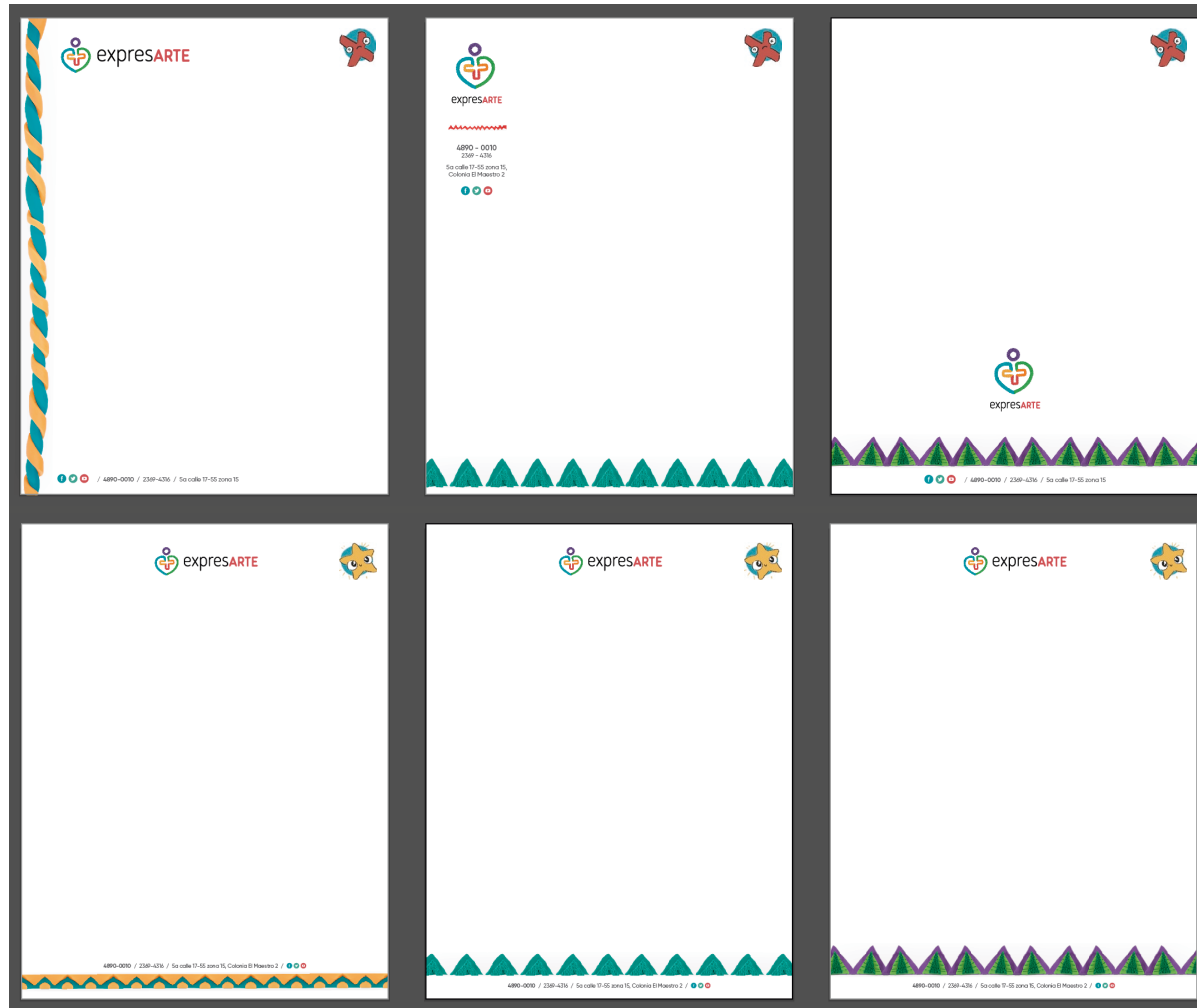 expresARTE
/ 4890-0010 / 2369-4316 / 5a calle 17-55 zona 15
expresARTE
4890 - 0010
2369 - 4316
5a calle 17-55 zona 15,
Colonia El Maestro 2
expresARTE
/ 4890-0010 / 2369-4316 / 5a calle 17-55 zona 15
expresARTE
4890-0010 / 2369-4316 / 5a calle 17-55 zona 15, Colonia El Maestro 2 /
expresARTE
4890-0010 / 2369-4316 / 5a calle 17-55 zona 15, Colonia El Maestro 2 /
expresARTE
4890-0010 / 2369-4316 / 5a calle 17-55 zona 15, Colonia El Maestro 2 /